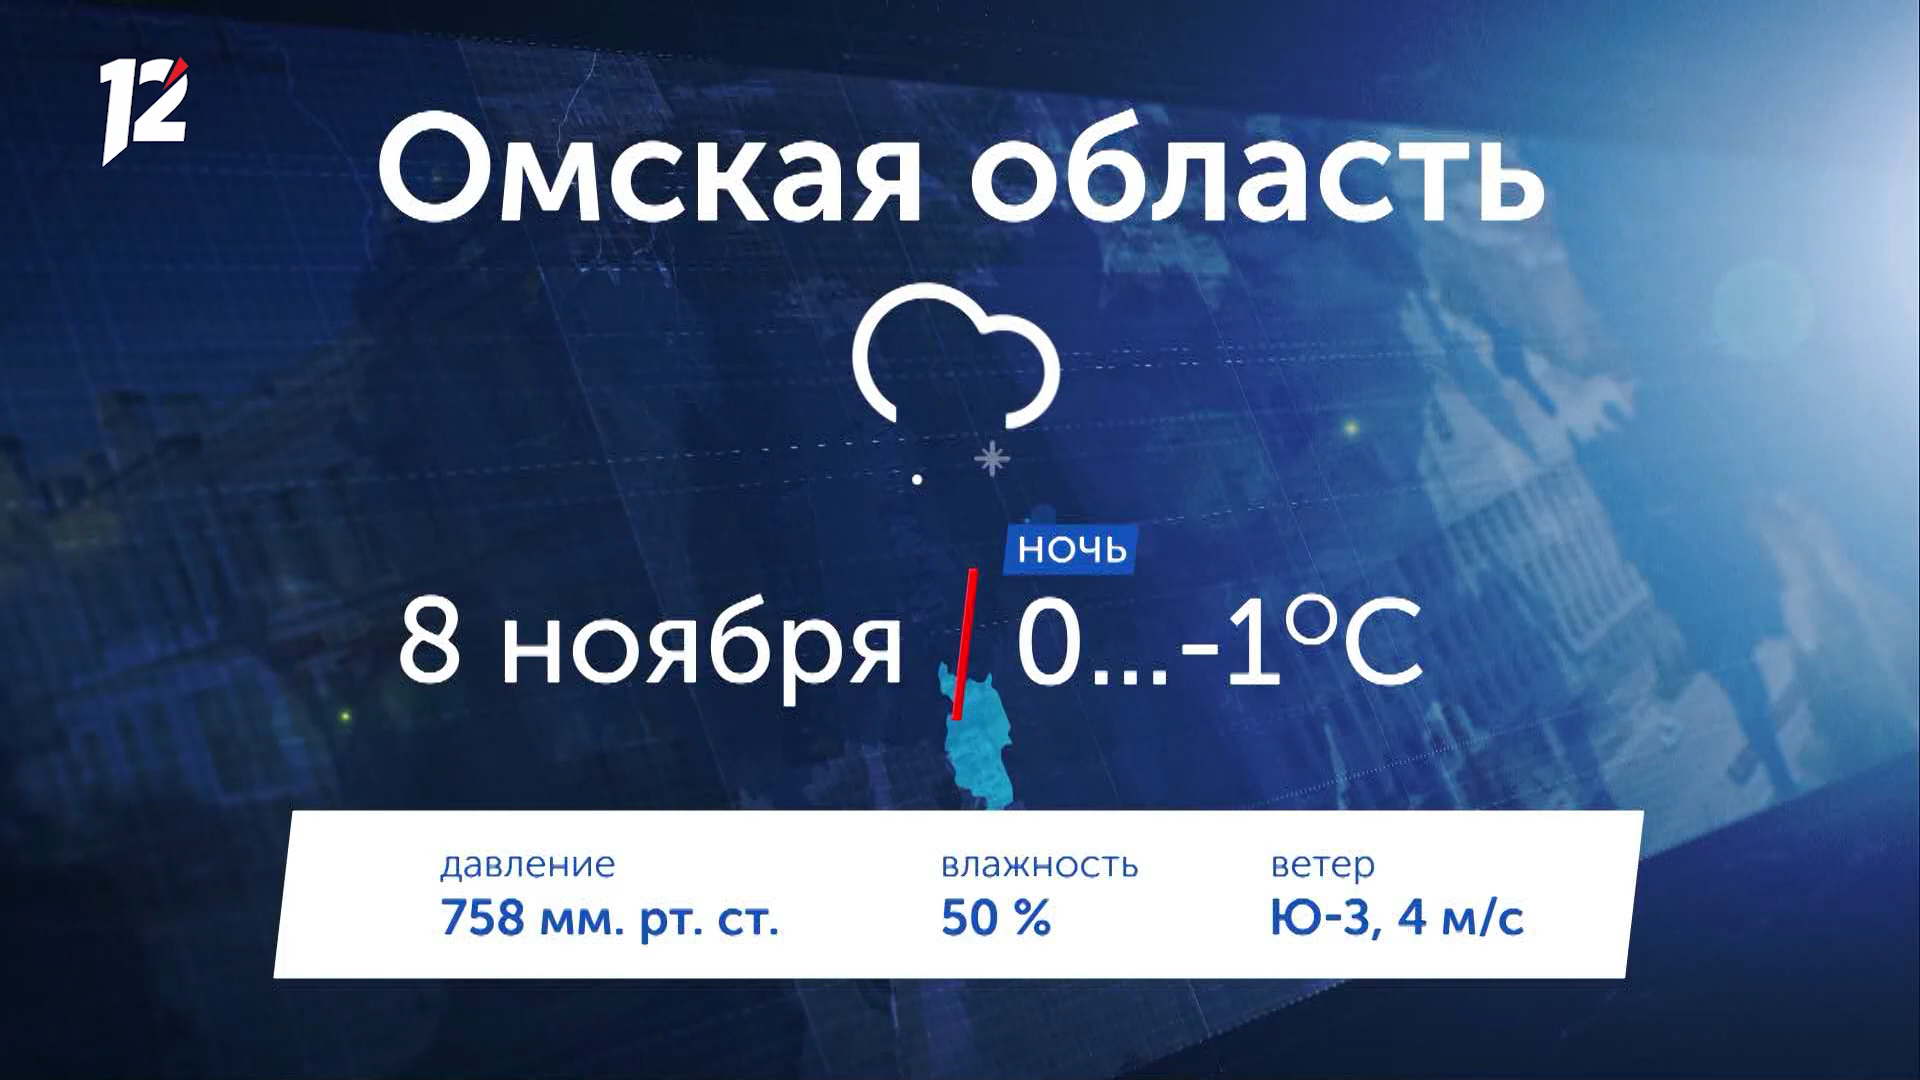 12
Омская область
ночь
8 ноября / 0...-1°C
давление влажность ветер
758 мм. рт. ст. 50 % Ю-З, 4 м/с